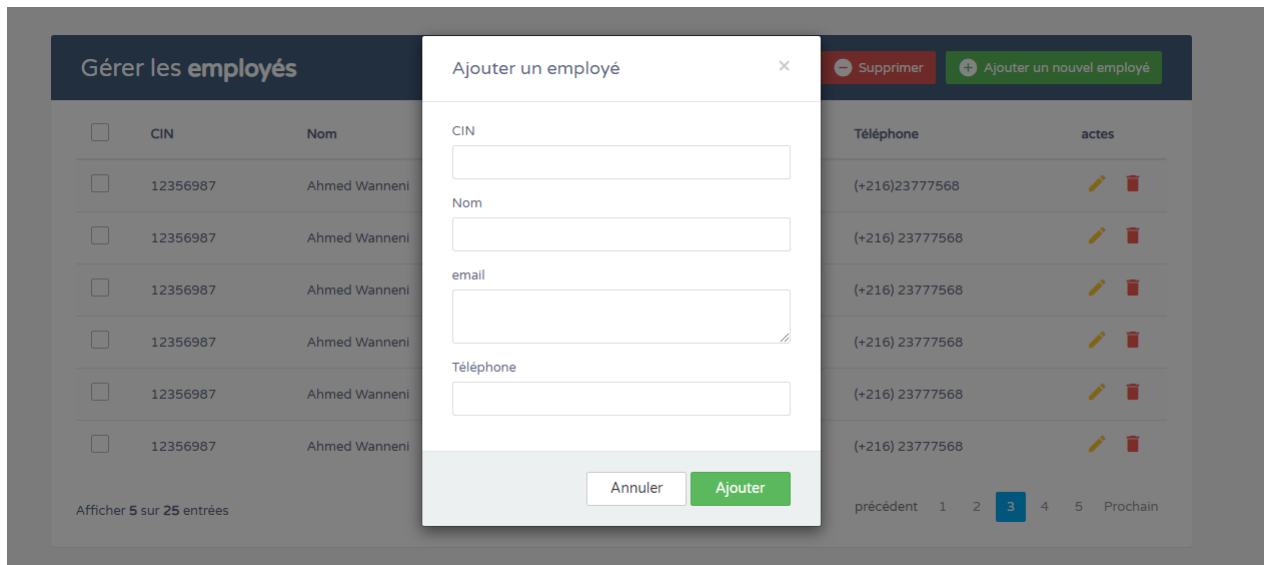 Gérer les employés
Supprimer
Ajouter un nouvel employé
CIN Nom Téléphone actes
12356987 Ahmed Wanneni (+216)23777568
12356987 Ahmed Wanneni (+216) 23777568
12356987 Ahmed Wanneni (+216) 23777568
12356987 Ahmed Wanneni (+216) 23777568
12356987 Ahmed Wanneni (+216) 23777568
12356987 Ahmed Wanneni (+216) 23777568
Afficher 5 sur 25 entrées
précédent 1 2 3 4 5 Prochain
Ajouter un employé ×
CIN
Nom
email
Téléphone
Annuler Ajouter